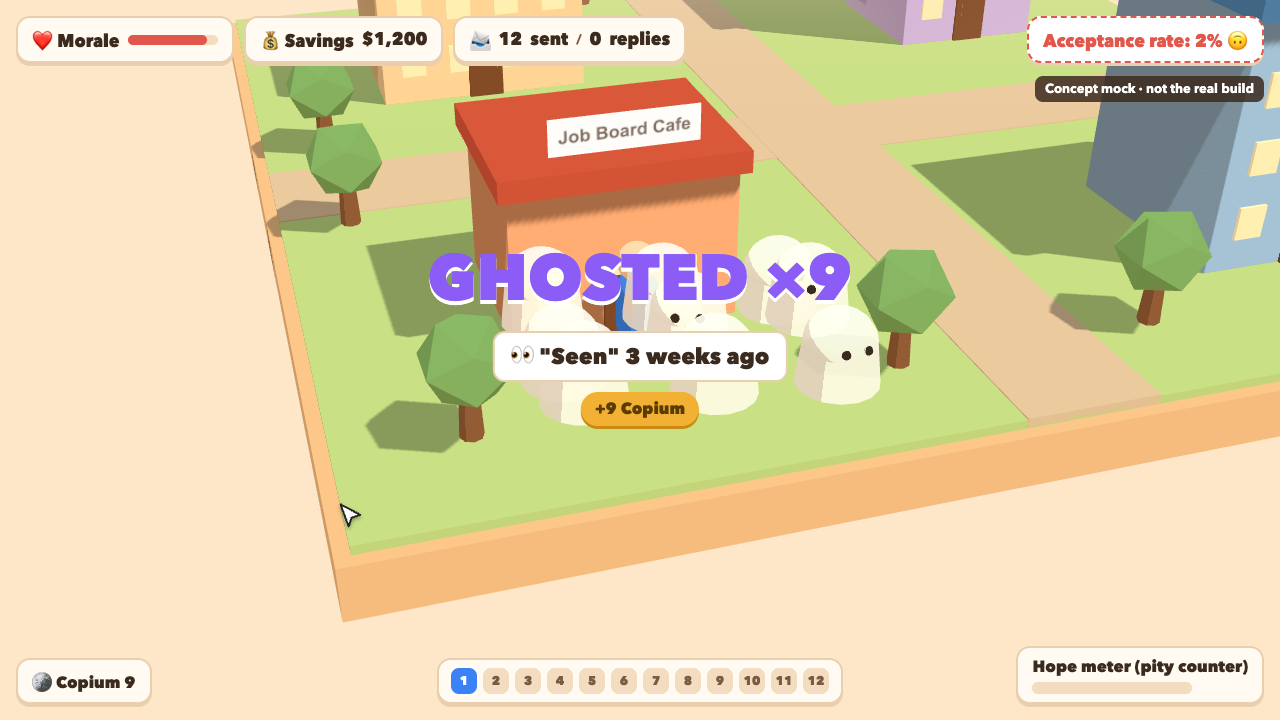 ❤️ Morale
💰 Savings $1,200
📨 12 sent / 0 replies
Acceptance rate: 2% 🙃
Concept mock · not the real build
Job Board Cafe
GHOSTED ×9
👀 "Seen" 3 weeks ago
+9 Copium
🪙 Copium 9
1 2 3 4 5 6 7 8 9 10 11 12
Hope meter (pity counter)